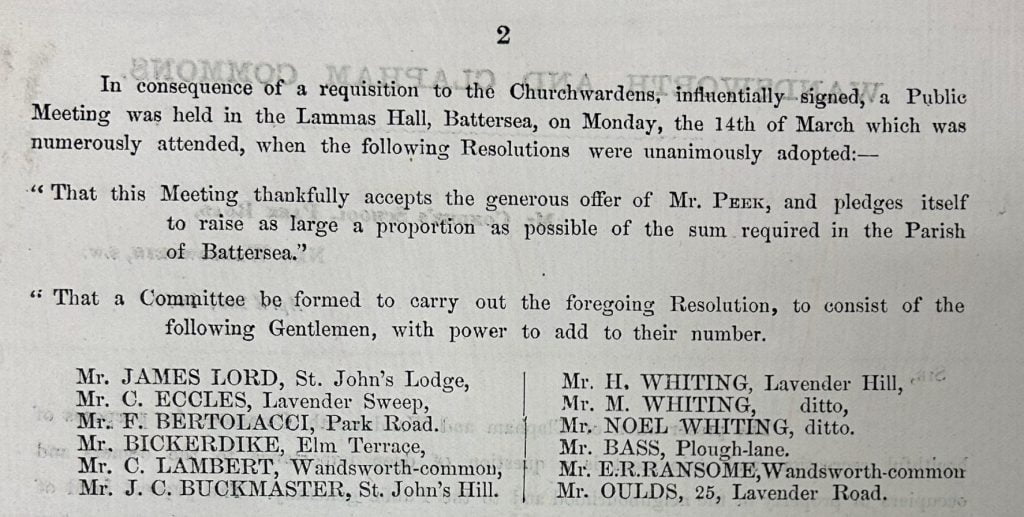 2
In consequence of a requisition to the Churchwardens, influentially signed, a Public
Meeting was held in the Lammas Hall, Battersea, on Monday, the 14th of March which was
numerously attended, when the following Resolutions were unanimously adopted:—
“ That this Meeting thankfully accepts the generous offer of Mr. PEEK, and pledges itself
to raise as large a proportion as possible of the sum required in the Parish
of Battersea.”
“ That a Committee be formed to carry out the foregoing Resolution, to consist of the
following Gentlemen, with power to add to their number.
Mr. JAMES LORD, St. John’s Lodge,
Mr. C. ECCLES, Lavender Sweep,
Mr. F. BERTOLACCI, Park Road.
Mr. BICKERDIKE, Elm Terrace,
Mr. C. LAMBERT, Wandsworth-common,
Mr. J. C. BUCKMASTER, St. John’s Hill.
Mr. H. WHITING, Lavender Hill,
Mr. M. WHITING, ditto,
Mr. NOEL WHITING, ditto.
Mr. BASS, Plough-lane.
Mr. E.R.RANSOME,Wandsworth-common
Mr. OULDS, 25, Lavender Road.